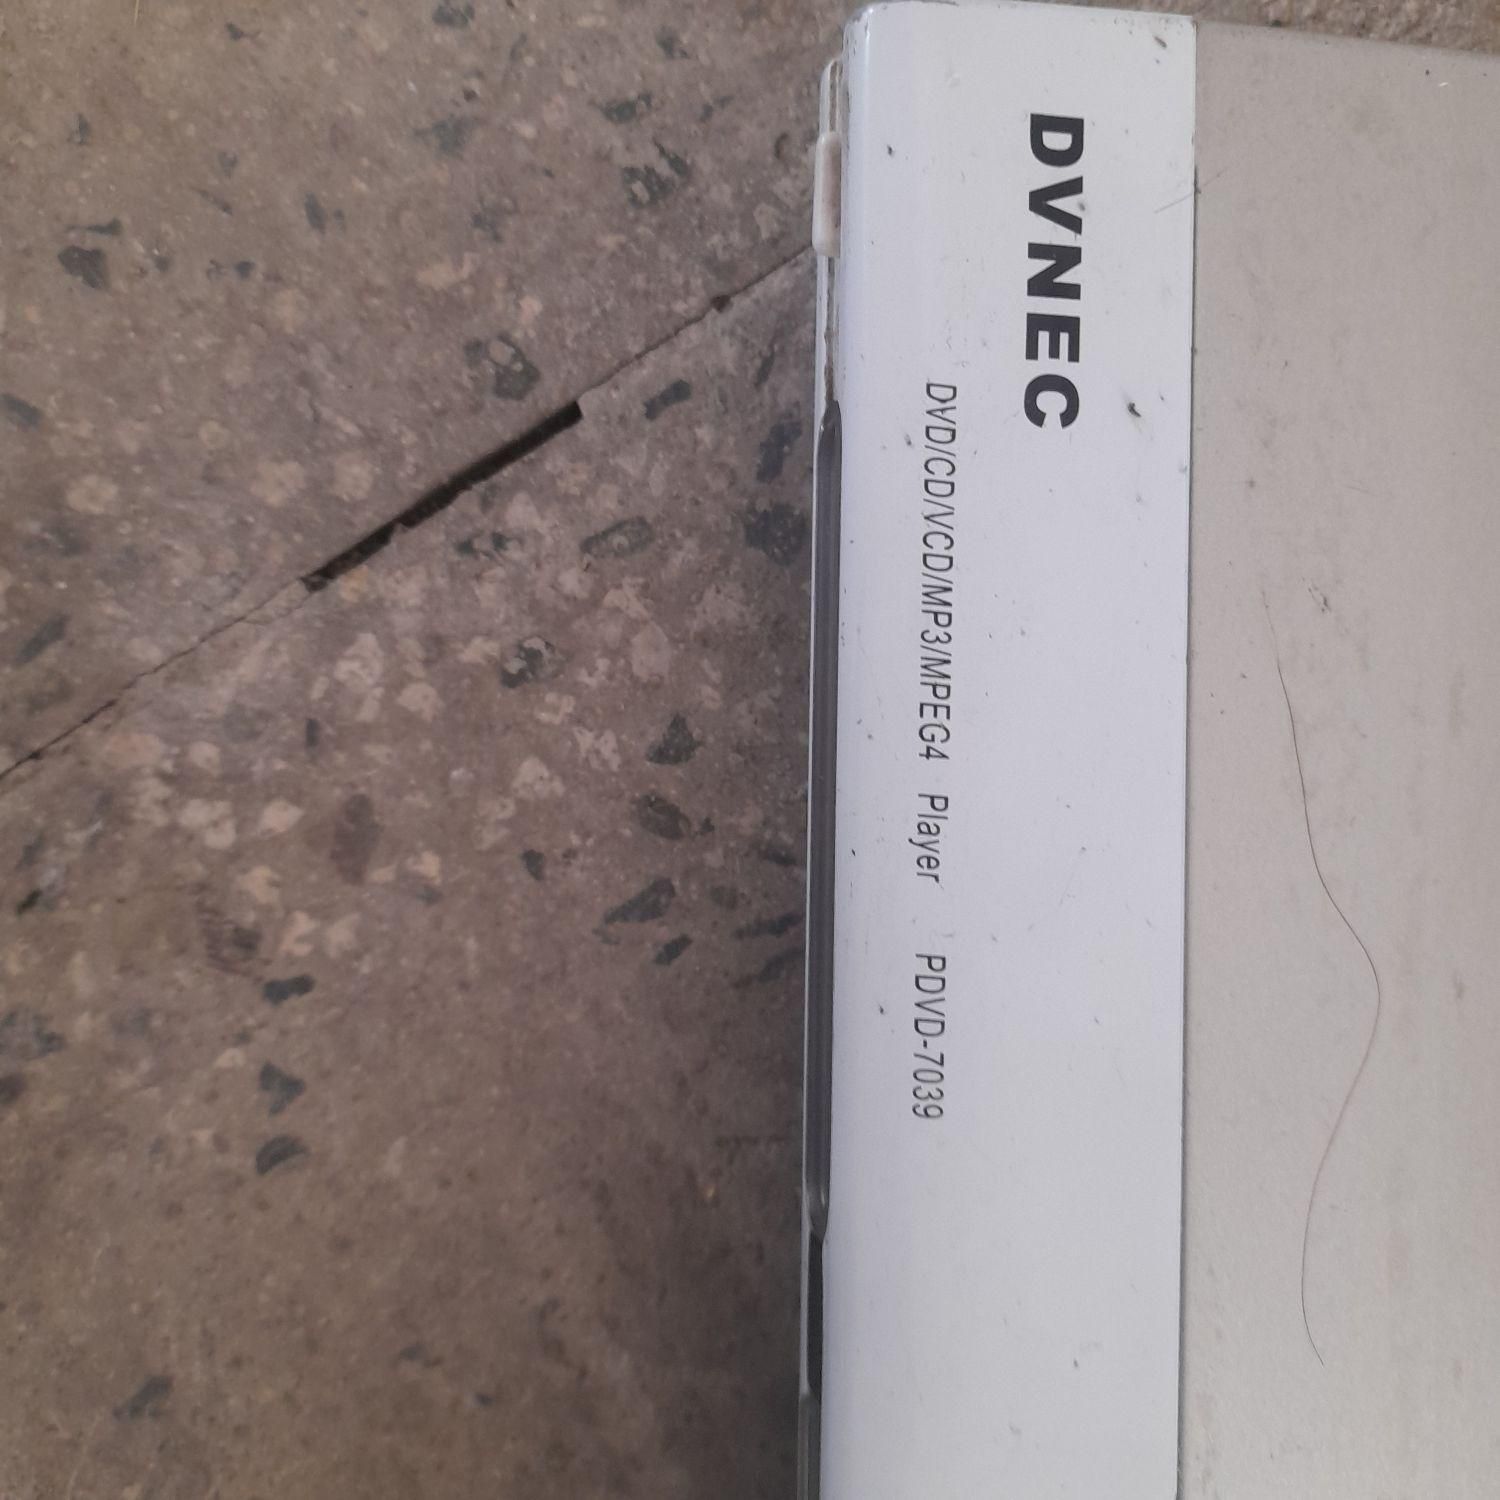 DVNEC
DVD/CD/VCD/MP3/MPEG4 Player PDVD-7039